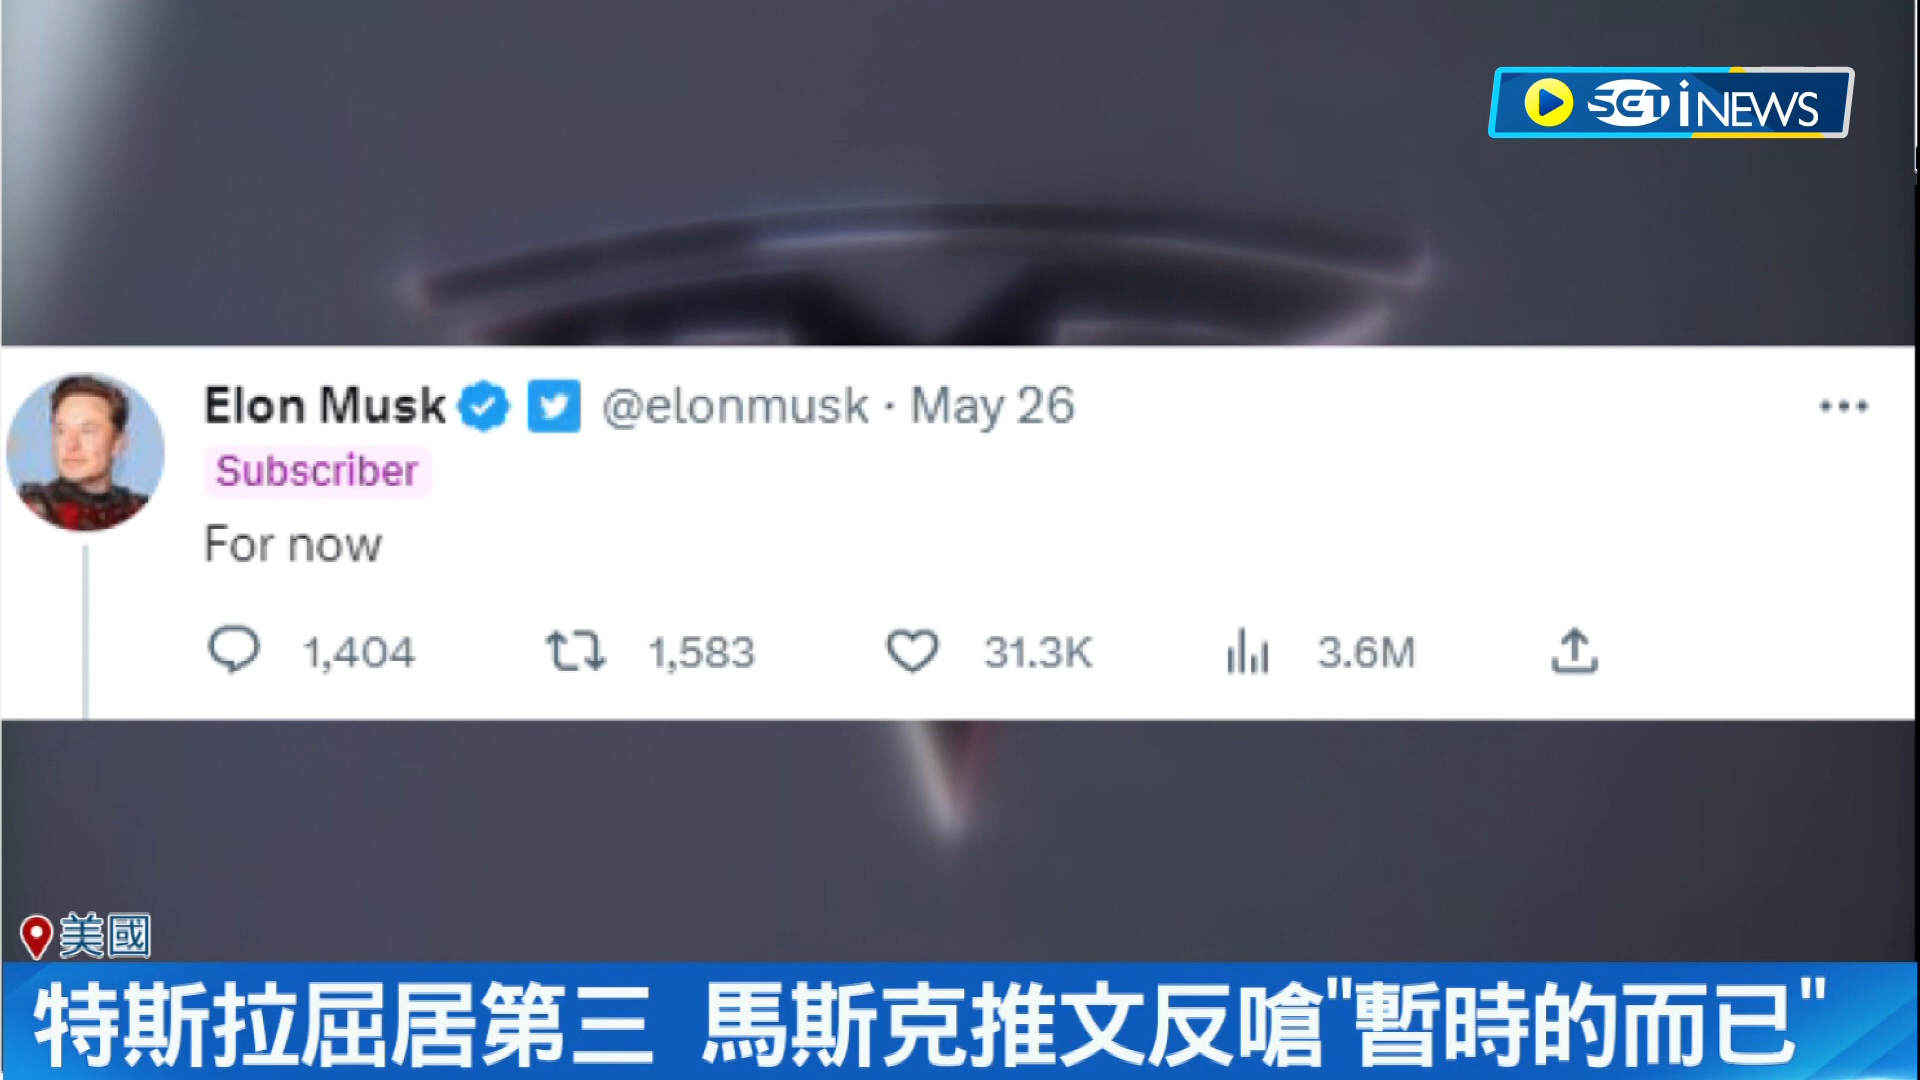 SET iNEWS
Elon Musk @elonmusk · May 26
Subscriber
For now
1,404 1,583 31.3K 3.6M
美國
特斯拉屈居第三 馬斯克推文反嗆"暫時的而已"